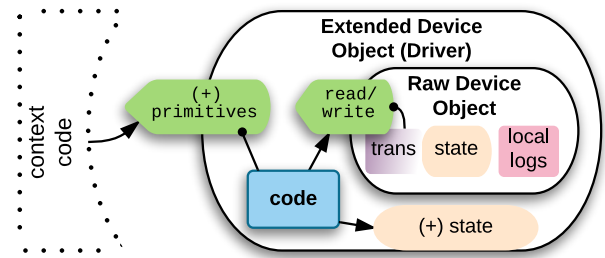 Extended Device
Object (Driver)
context
code
(+)
primitives
read/
write
Raw Device
Object
trans
state
local
logs
code
(+) state